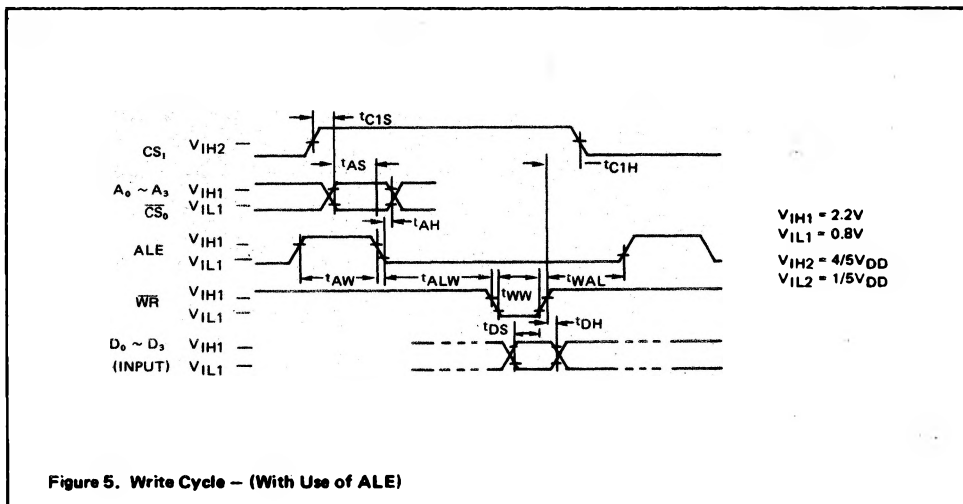 tC1S
CS1 VIH2
tC1H
tAS
A0 ~ A3 VIH1
CS0 VIL1
tAH
VIH1 = 2.2V
VIL1 = 0.8V
VIH2 = 4/5VDD
VIL2 = 1/5VDD
ALE VIH1
VIL1
tAW tALW tWW tWAL
WR VIH1
VIL1
tDS tDH
D0 ~ D3 VIH1
(INPUT) VIL1
Figure 5. Write Cycle – (With Use of ALE)